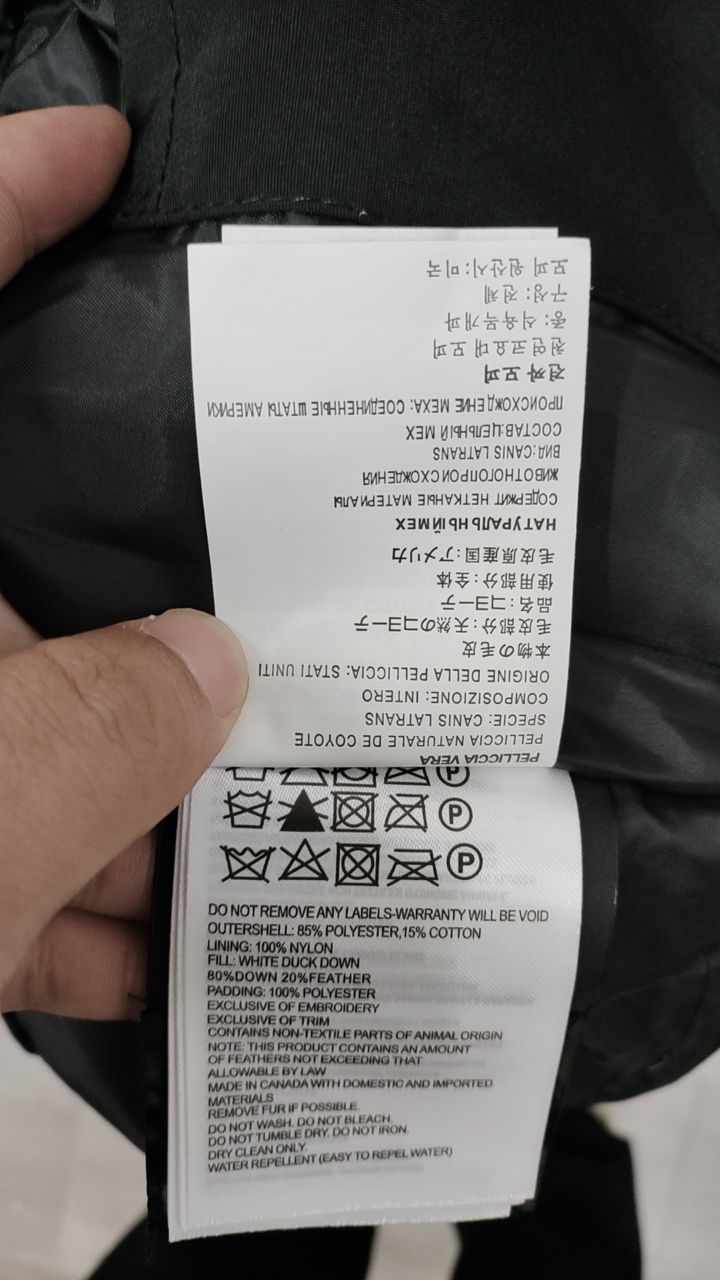 PELLICCIA VERA
PELLICCIA NATURALE DE COYOTE
SPECIE: CANIS LATRANS
COMPOSIZIONE: INTERO
ORIGINE DELLA PELLICCIA: STATI UNITI
本物の毛皮
毛皮部分:天然のコヨーテ
品名:コヨーテ
使用部分:全体
毛皮原産国:アメリカ
НАТУРАЛЬНЫЙ МЕХ
СОДЕРЖИТ НЕТКАНЫЕ МАТЕРИАЛЫ
ЖИВОТНОГО ПРОИСХОЖДЕНИЯ
ВИД:CANIS LATRANS
СОСТАВ:ЦЕЛЬНЫЙ МЕХ
ПРОИСХОЖДЕНИЕ МЕХА: СОЕДИНЕННЫЕ ШТАТЫ АМЕРИКИ
진짜 모피
천연코요대 모피
종: 식육목개과
구성: 전체
모피 원산지: 미국
P
P
P
DO NOT REMOVE ANY LABELS-WARRANTY WILL BE VOID
OUTERSHELL: 85% POLYESTER,15% COTTON
LINING: 100% NYLON
FILL: WHITE DUCK DOWN
80%DOWN 20%FEATHER
PADDING: 100% POLYESTER
EXCLUSIVE OF EMBROIDERY
EXCLUSIVE OF TRIM
CONTAINS NON-TEXTILE PARTS OF ANIMAL ORIGIN
NOTE: THIS PRODUCT CONTAINS AN AMOUNT
OF FEATHERS NOT EXCEEDING THAT
ALLOWABLE BY LAW
MADE IN CANADA WITH DOMESTIC AND IMPORTED
MATERIALS
REMOVE FUR IF POSSIBLE.
DO NOT WASH. DO NOT BLEACH.
DO NOT TUMBLE DRY. DO NOT IRON.
DRY CLEAN ONLY.
WATER REPELLENT (EASY TO REPEL WATER)